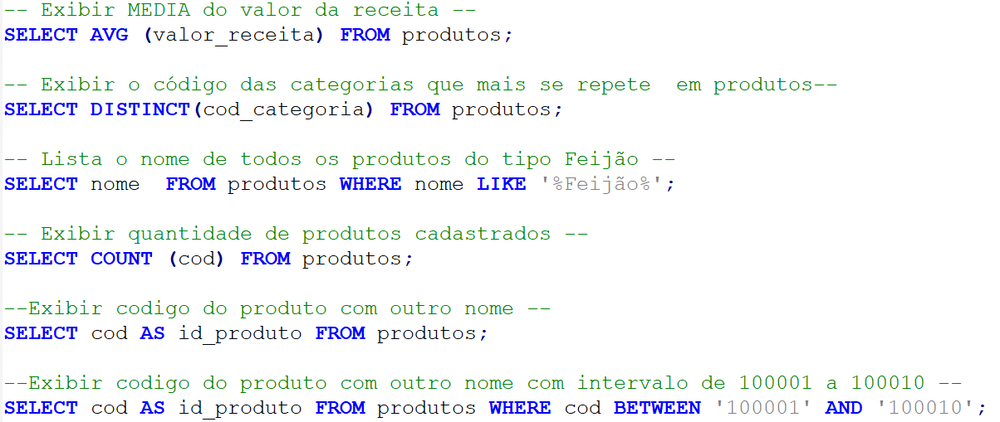 -- Exibir MEDIA do valor da receita --
SELECT AVG (valor_receita) FROM produtos;
-- Exibir o código das categorias que mais se repete  em produtos--
SELECT DISTINCT(cod_categoria) FROM produtos;
-- Lista o nome de todos os produtos do tipo Feijão --
SELECT nome  FROM produtos WHERE nome LIKE '%Feijão%';
-- Exibir quantidade de produtos cadastrados --
SELECT COUNT (cod) FROM produtos;
--Exibir codigo do produto com outro nome --
SELECT cod AS id_produto FROM produtos;
--Exibir codigo do produto com outro nome com intervalo de 100001 a 100010 --
SELECT cod AS id_produto FROM produtos WHERE cod BETWEEN '100001' AND '100010';